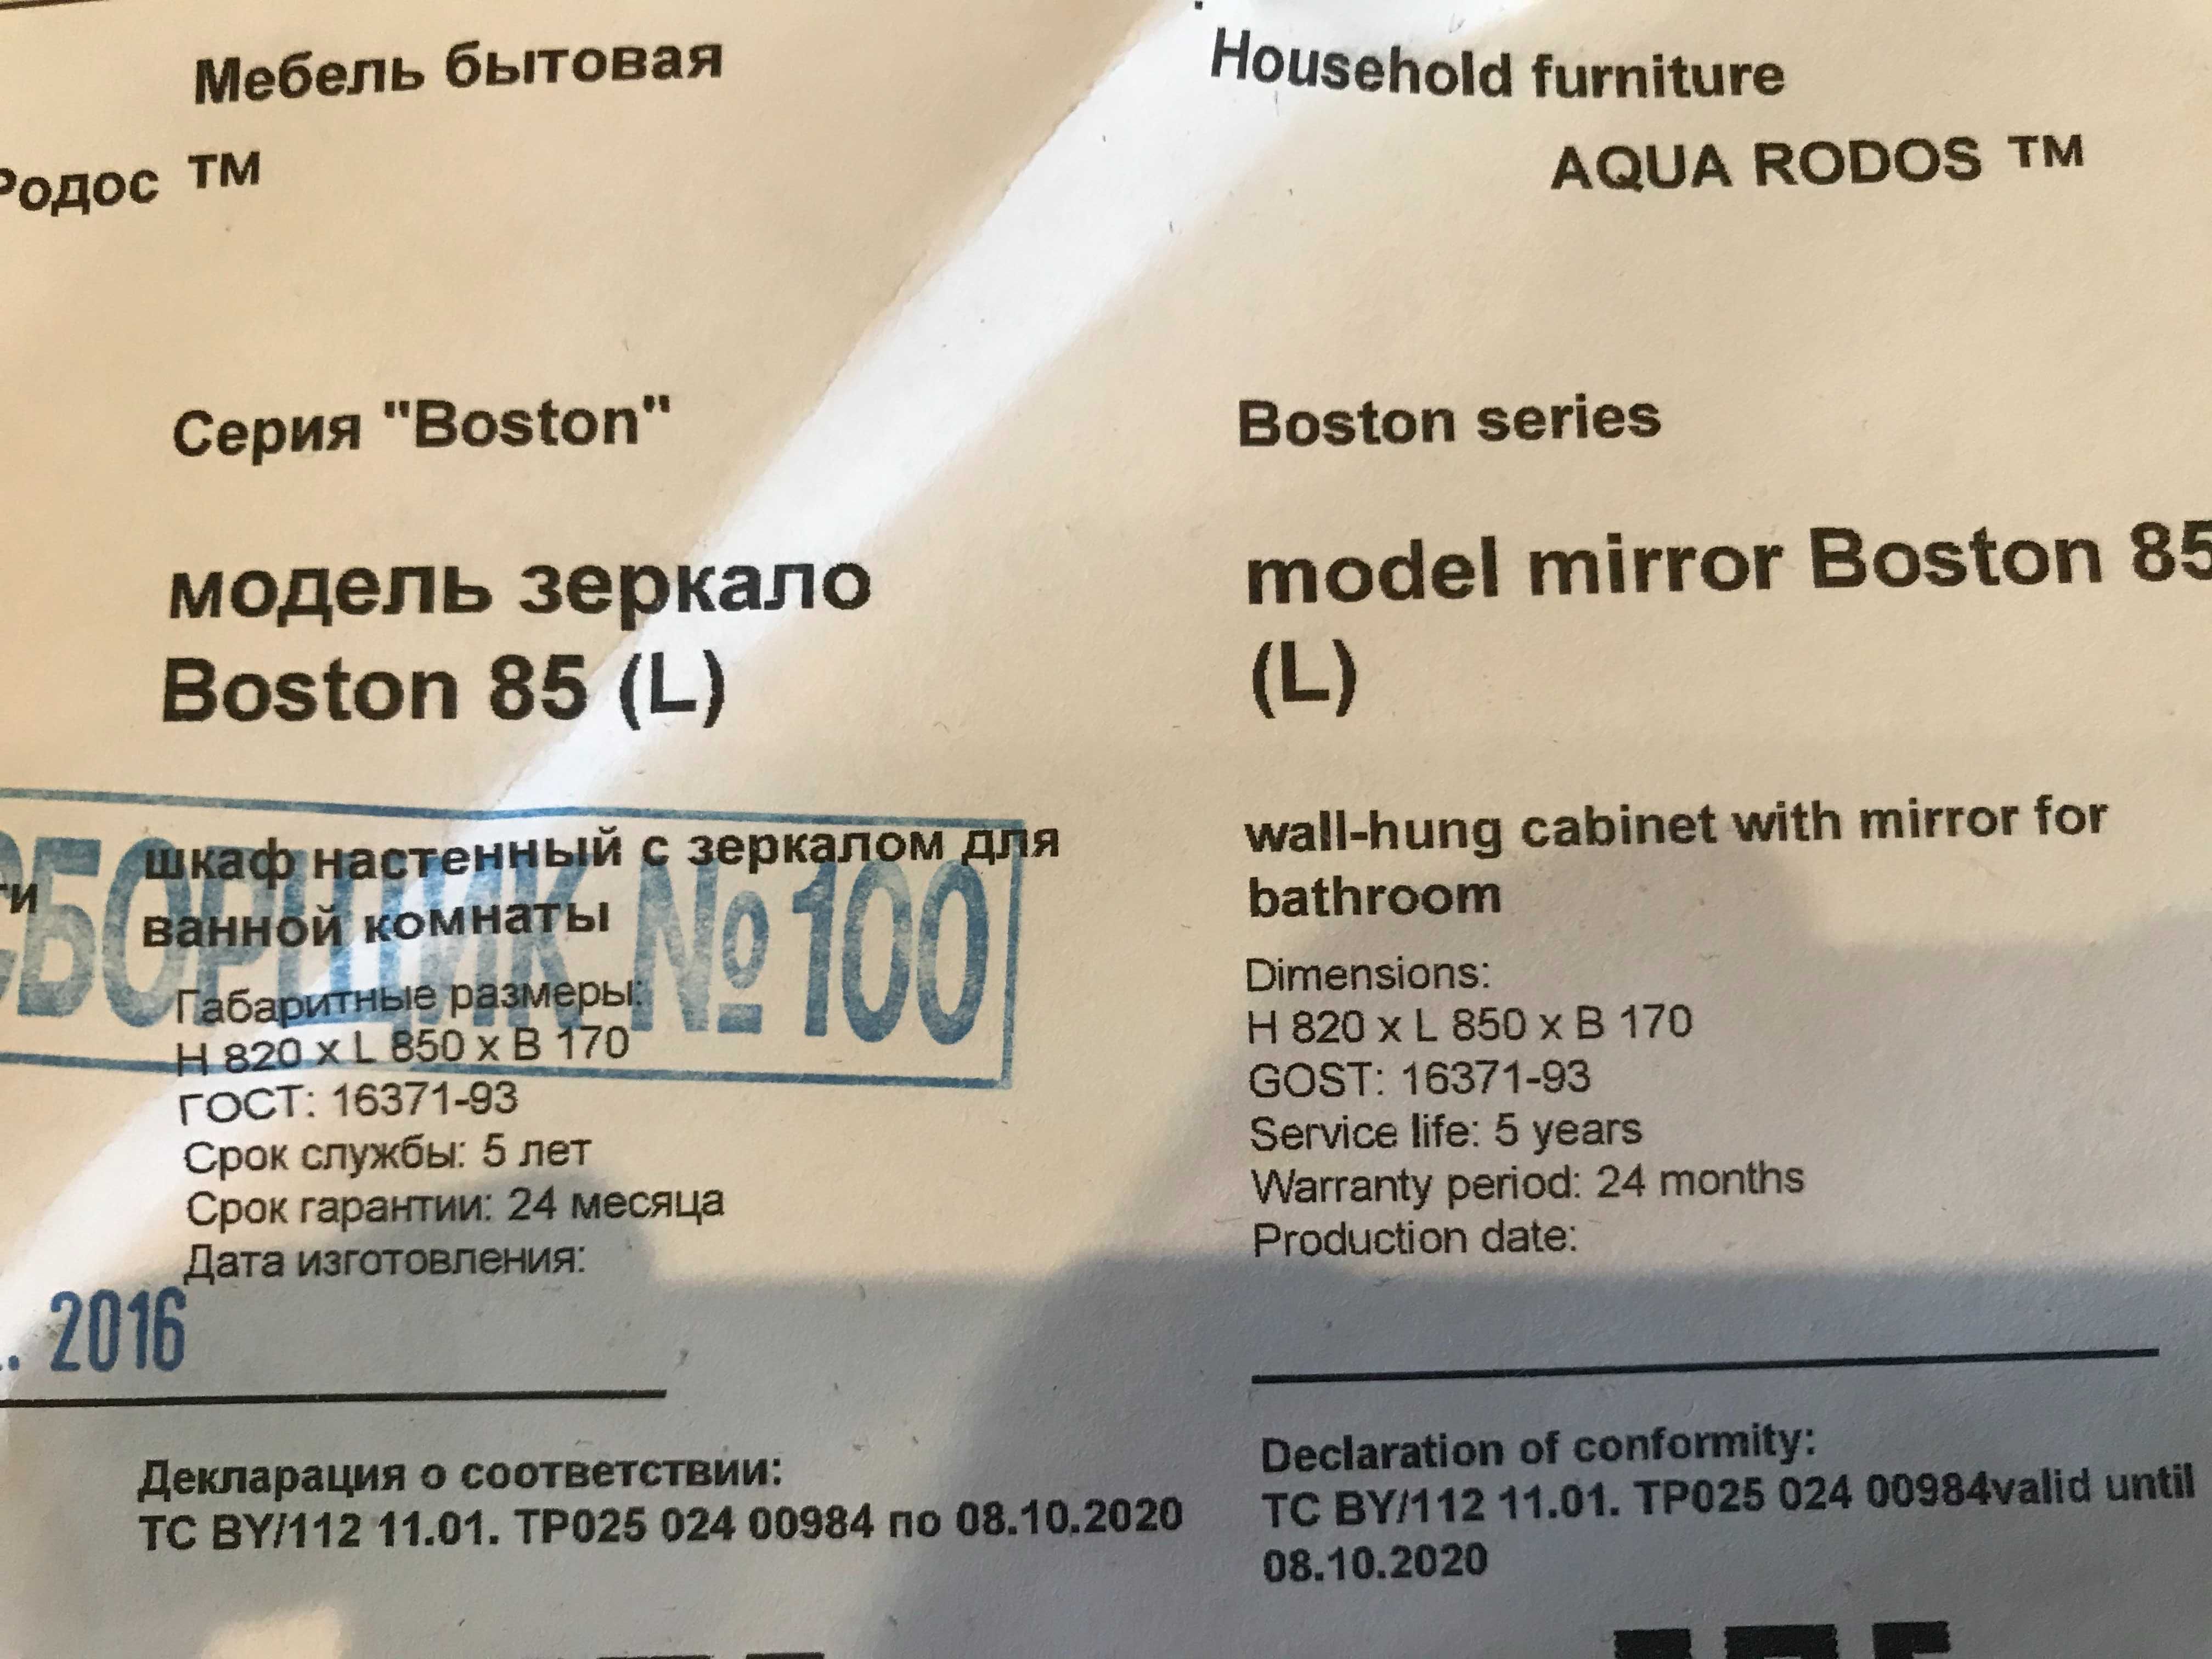 Мебель бытовая
Родос ™
Серия "Boston"
модель зеркало
Boston 85 (L)
шкаф настенный с зеркалом для
ванной комнаты
СБОРЩИК № 100
Габаритные размеры:
H 820 x L 850 x B 170
ГОСТ: 16371-93
Срок службы: 5 лет
Срок гарантии: 24 месяца
Дата изготовления:
2016
Декларация о соответствии:
ТС BY/112 11.01. ТР025 024 00984 по 08.10.2020
Household furniture
AQUA RODOS ™
Boston series
model mirror Boston 85
(L)
wall-hung cabinet with mirror for
bathroom
Dimensions:
H 820 x L 850 x B 170
GOST: 16371-93
Service life: 5 years
Warranty period: 24 months
Production date:
Declaration of conformity:
TC BY/112 11.01. TP025 024 00984valid until
08.10.2020